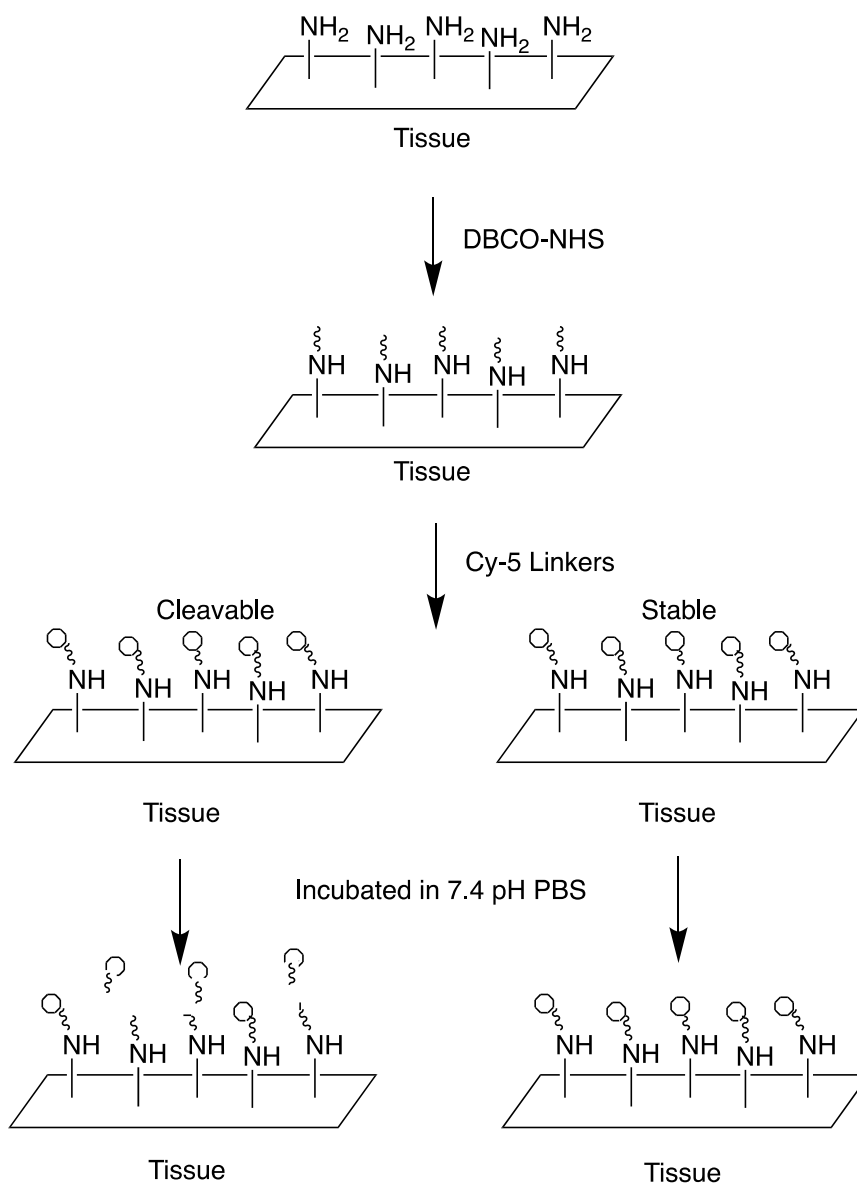 NH2 NH2 NH2 NH2 NH2
Tissue
DBCO-NHS
NH NH NH NH NH
Tissue
Cy-5 Linkers
Cleavable Stable
NH NH NH NH NH NH NH NH NH NH
Tissue Tissue
Incubated in 7.4 pH PBS
NH NH NH NH NH NH NH NH NH NH
Tissue Tissue